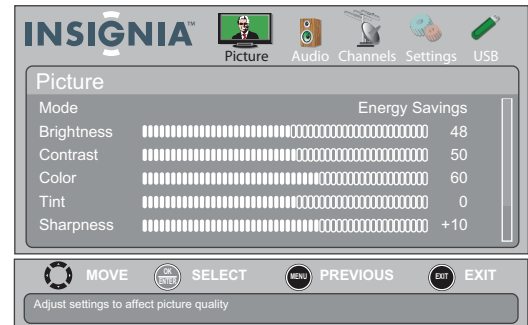 INSIGNIA™
Picture Audio Channels Settings USB
Picture
Mode Energy Savings
Brightness 48
Contrast 50
Color 60
Tint 0
Sharpness +10
MOVE OK ENTER SELECT MENU PREVIOUS EXIT EXIT
Adjust settings to affect picture quality